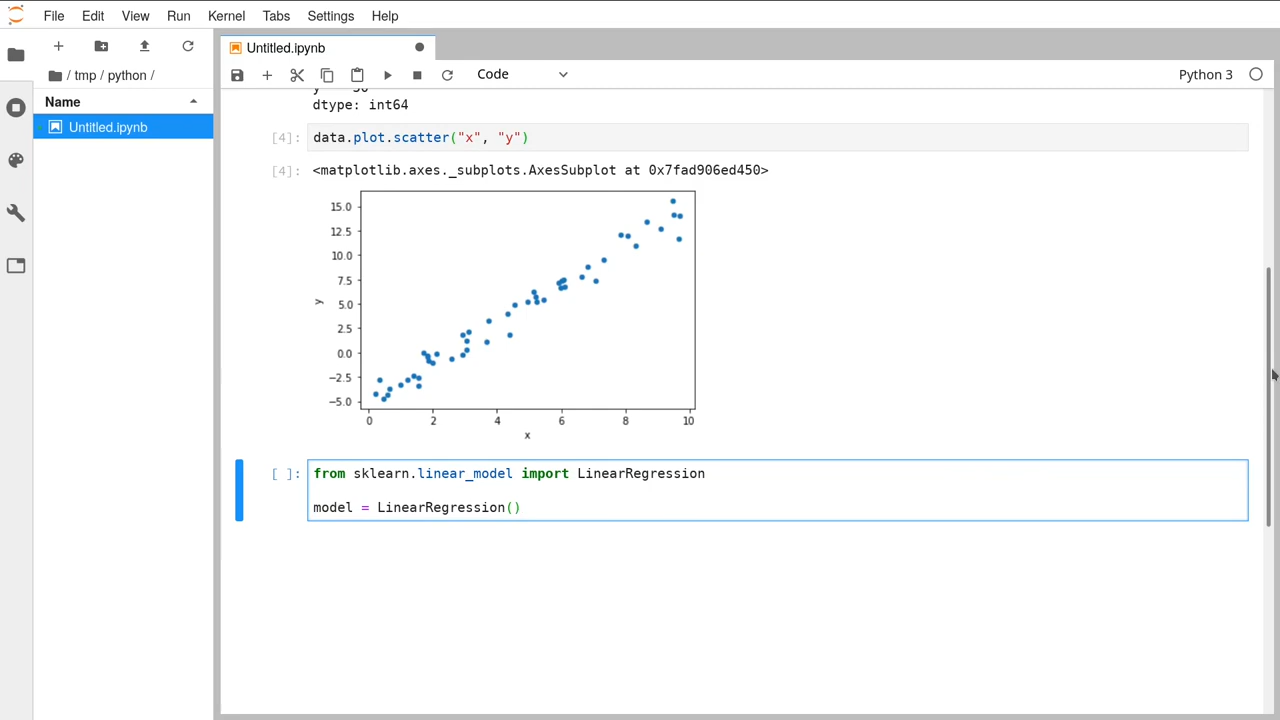 File Edit View Run Kernel Tabs Settings Help
/ tmp / python /
Name
Untitled.ipynb
Untitled.ipynb
Code
Python 3
dtype: int64
[4]: data.plot.scatter("x", "y")
[4]: <matplotlib.axes._subplots.AxesSubplot at 0x7fad906ed450>
15.0
12.5
10.0
7.5
5.0
2.5
0.0
−2.5
−5.0
y
0 2 4 6 8 10
x
[ ]: from sklearn.linear_model import LinearRegression
model = LinearRegression()